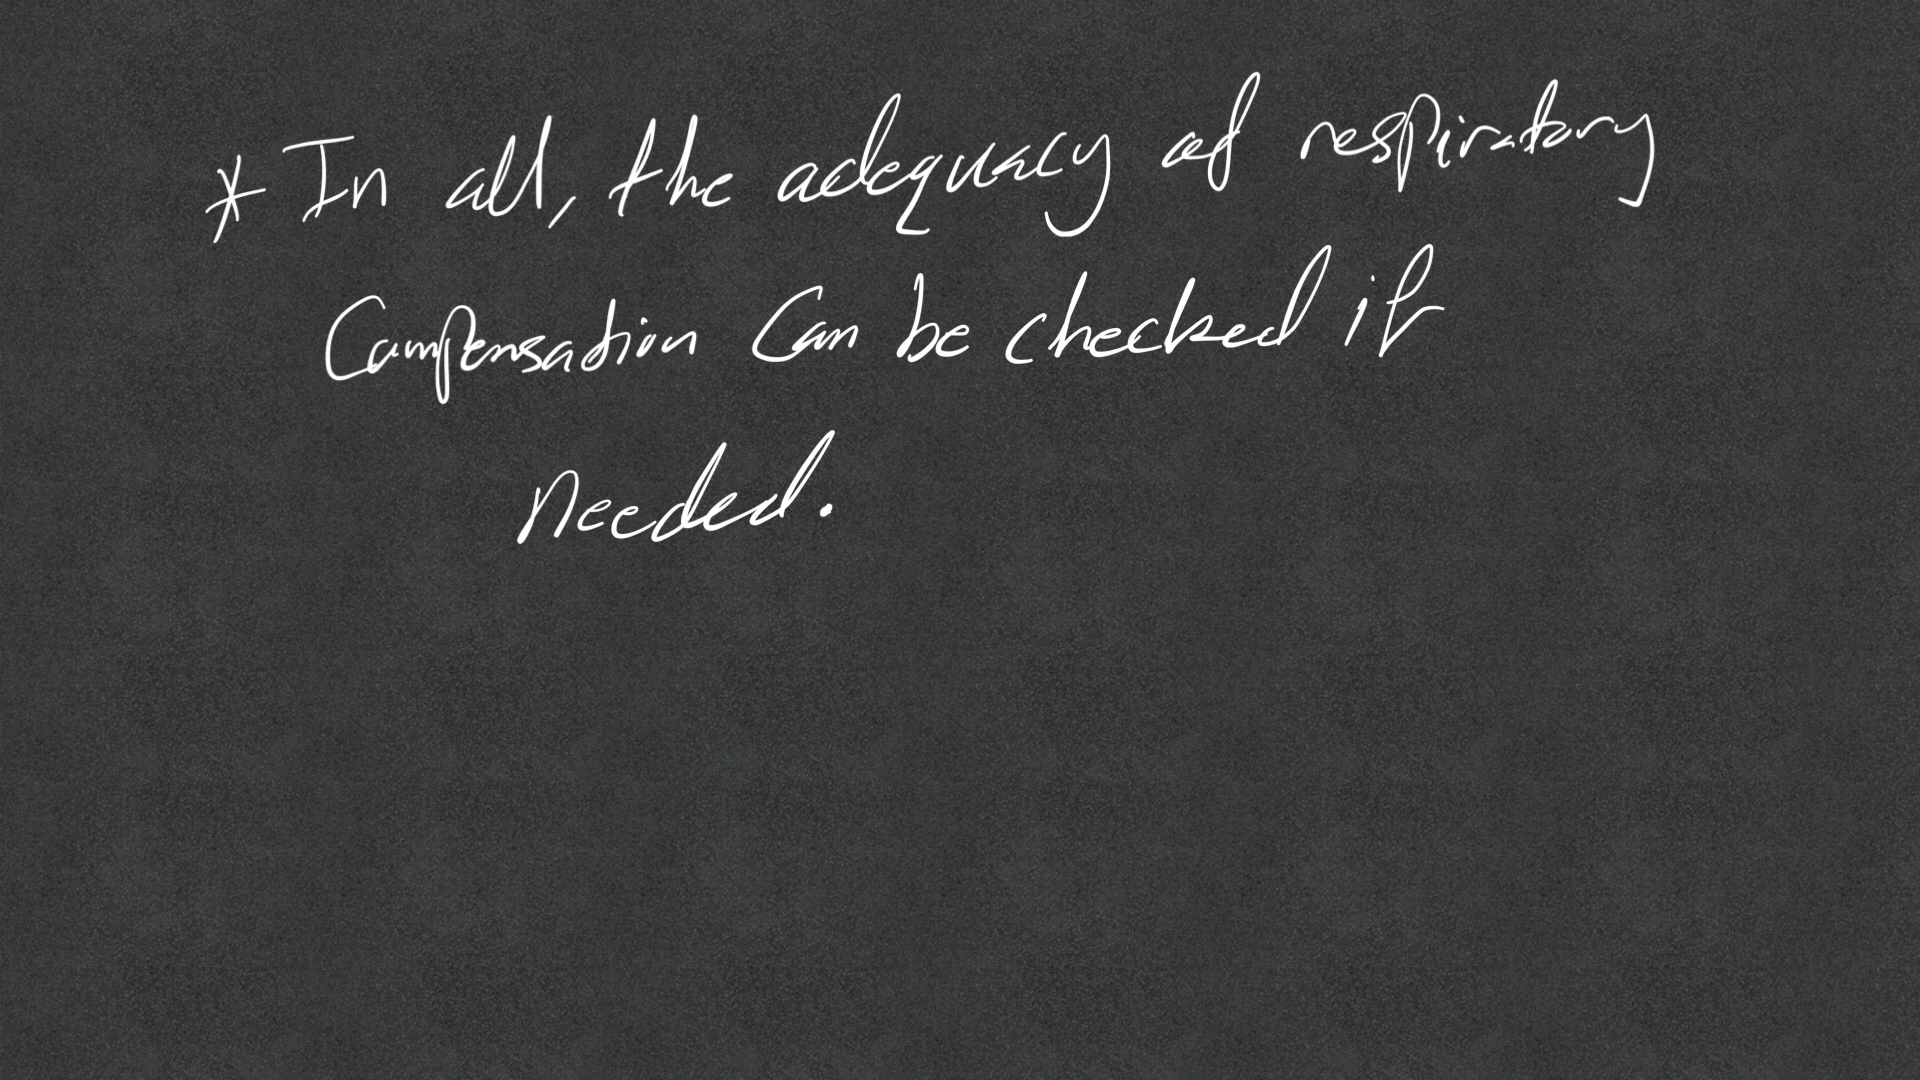 * In all, the adequacy of respiratory
Compensation Can be checked if
needed.